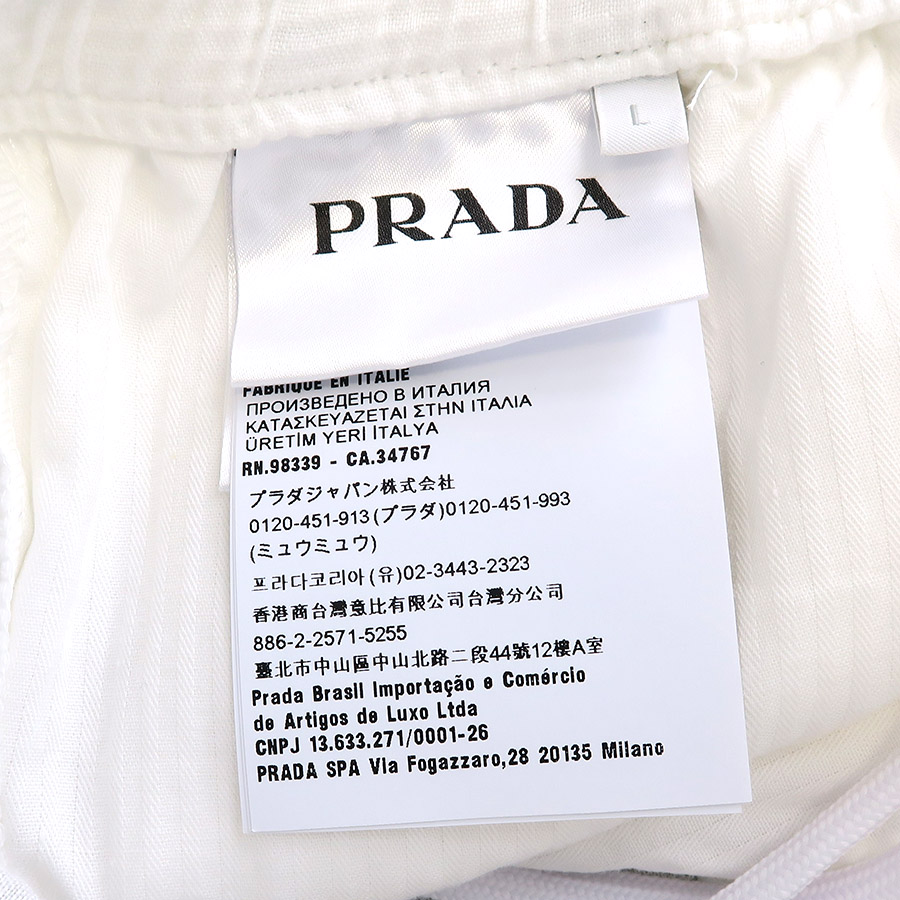 L
PRADA
FABRIQUE EN ITALIE
ПРОИЗВЕДЕНО В ИТАЛИЯ
ΚΑΤΑΣΚΕΥΑΖΕΤΑΙ ΣΤΗΝ ΙΤΑΛΙΑ
ÜRETİM YERİ İTALYA
RN.98339 - CA.34767
プラダジャパン株式会社
0120-451-913(プラダ)0120-451-993
(ミュウミュウ)
프라다코리아(유)02-3443-2323
香港商台灣意比有限公司台灣分公司
886-2-2571-5255
臺北市中山區中山北路二段44號12樓A室
Prada Brasil Importação e Comércio
de Artigos de Luxo Ltda
CNPJ 13.633.271/0001-26
PRADA SPA Via Fogazzaro,28 20135 Milano